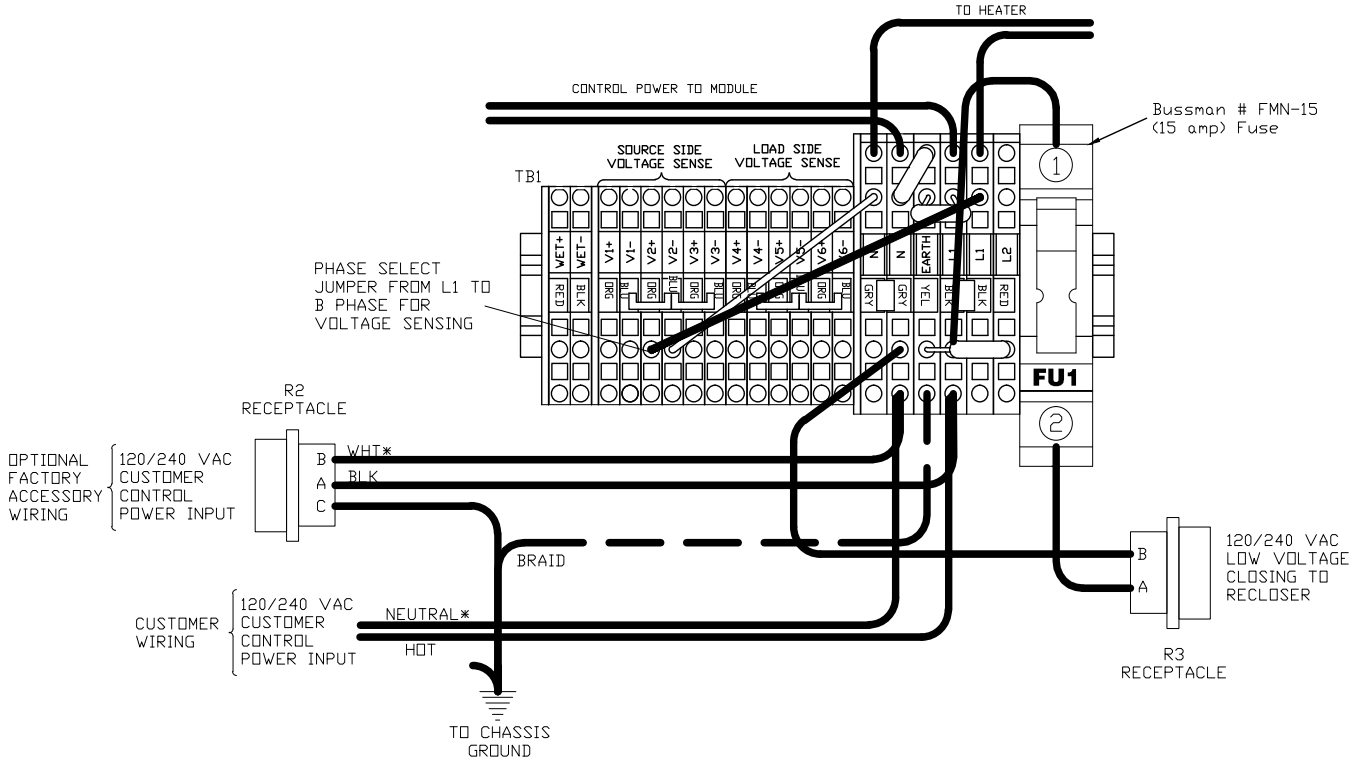 TO HEATER
CONTROL POWER TO MODULE
Bussman # FMN-15
(15 amp) Fuse
SOURCE SIDE
VOLTAGE SENSE
LOAD SIDE
VOLTAGE SENSE
TB1
1
WET+
WET-
V1+
V1-
V2+
V2-
V3+
V3-
V4+
V4-
V5+
V5-
V6+
V6-
N
N
EARTH
L1
L1
L2
RED
BLK
ORG
BLU
ORG
BLU
ORG
BLU
ORG
BLU
ORG
BLU
ORG
BLU
GRY
GRY
YEL
BLK
BLK
RED
PHASE SELECT
JUMPER FROM L1 TO
B PHASE FOR
VOLTAGE SENSING
FU1
2
R2
RECEPTACLE
OPTIONAL
FACTORY
ACCESSORY
WIRING
120/240 VAC
CUSTOMER
CONTROL
POWER INPUT
B
A
C
WHT*
BLK
BRAID
B
A
120/240 VAC
LOW VOLTAGE
CLOSING TO
RECLOSER
R3
RECEPTACLE
CUSTOMER
WIRING
120/240 VAC
CUSTOMER
CONTROL
POWER INPUT
NEUTRAL*
HOT
TO CHASSIS
GROUND